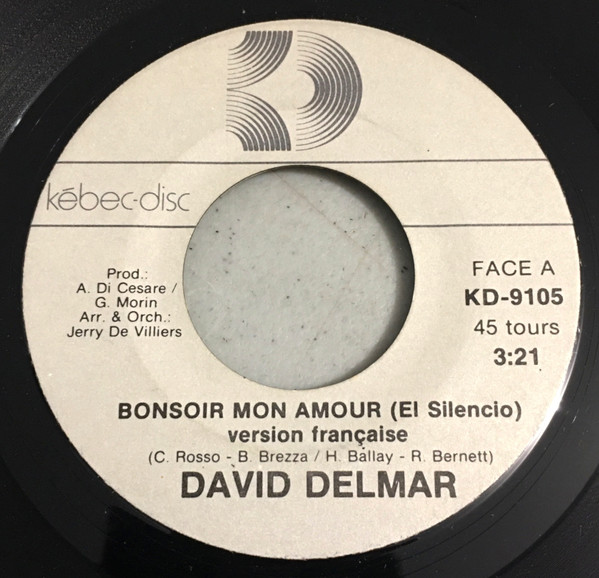 kébec-disc
Prod.:
A. Di Cesare /
G. Morin
Arr. & Orch.:
Jerry De Villiers
FACE A
KD-9105
45 tours
3:21
BONSOIR MON AMOUR (El Silencio)
version française
(C. Rosso - B. Brezza / H. Ballay - R. Bernett)
DAVID DELMAR